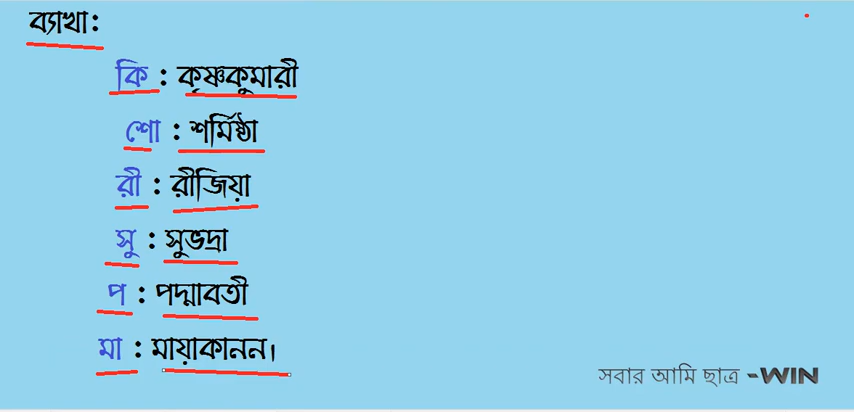 ব্যাখা:
কি : কৃষ্ণকুমারী
শো : শর্মিষ্ঠা
রী : রীজিয়া
সু : সুভদ্রা
প : পদ্মাবতী
মা : মায়াকানন।
সবার আমি ছাত্র -WIN